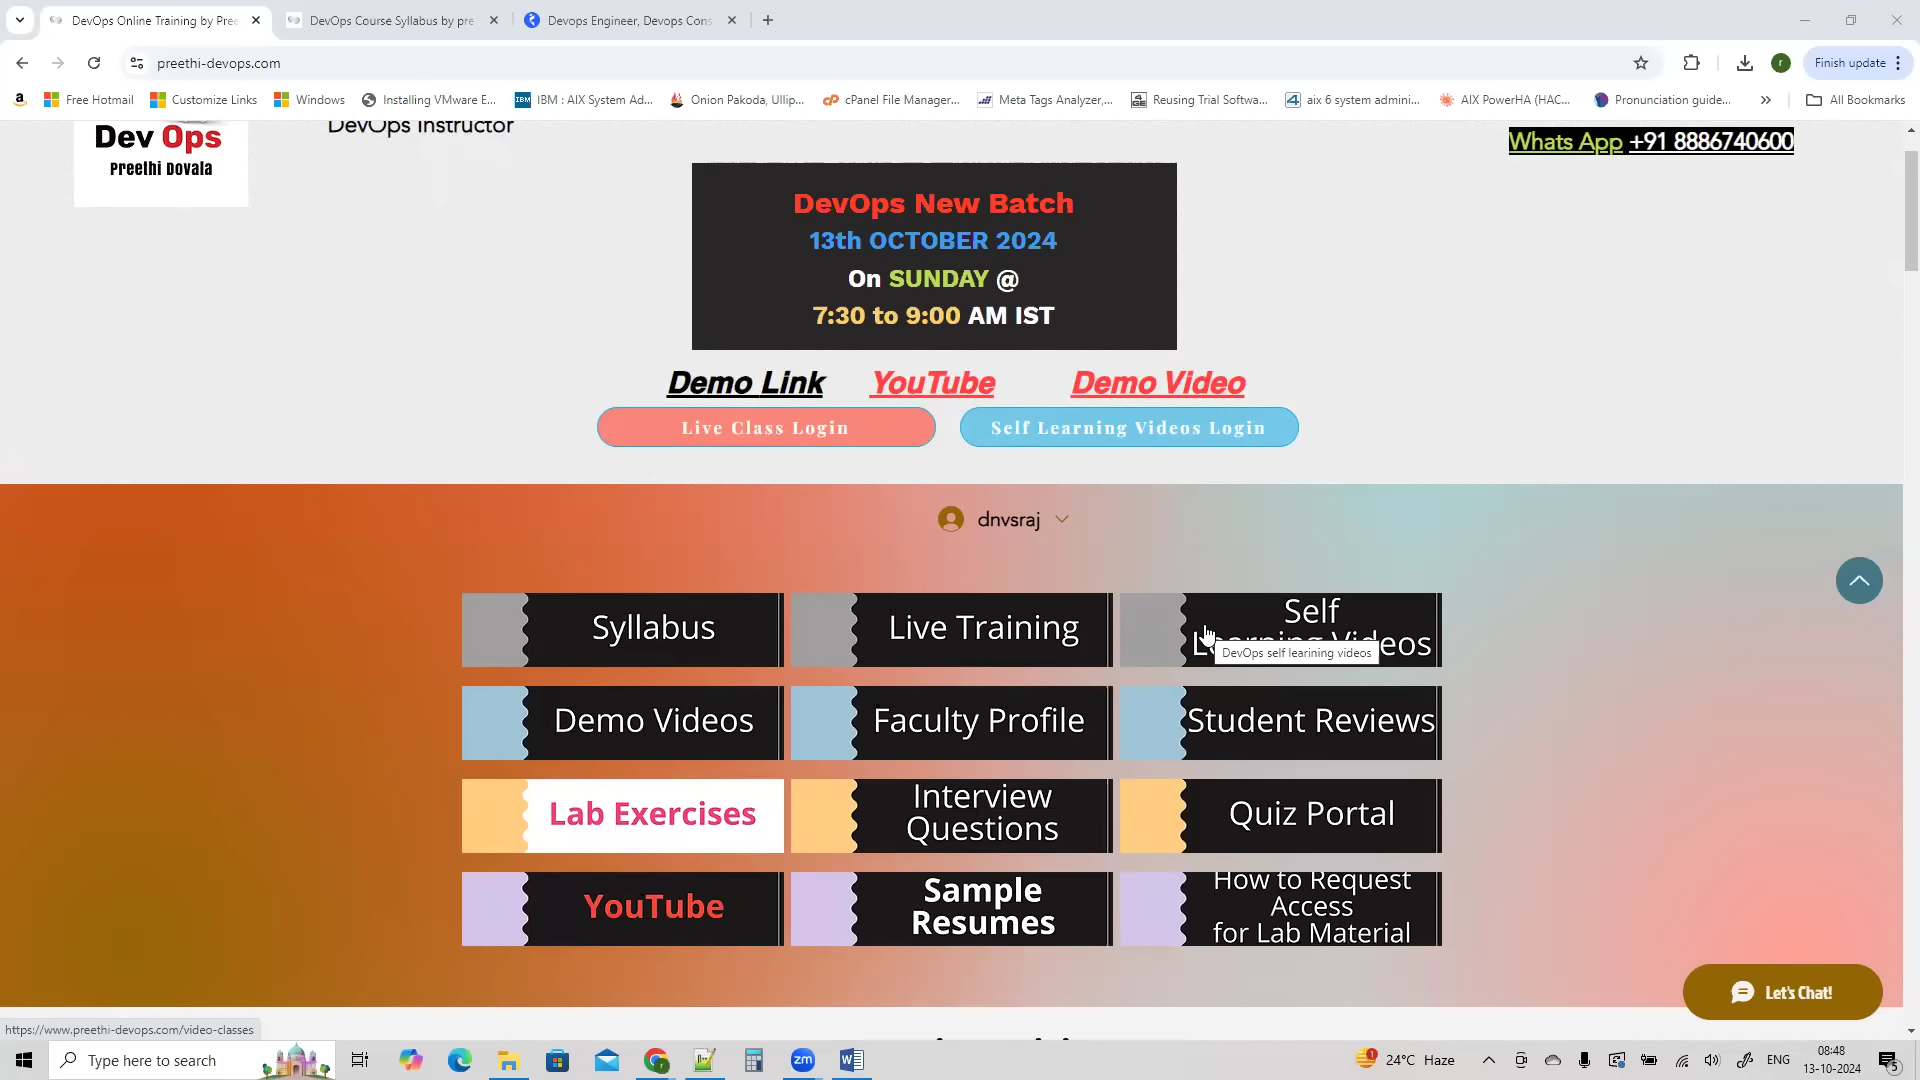 DevOps Online Training by Pree
DevOps Course Syllabus by pre
Devops Engineer, Devops Cons
preethi-devops.com
Finish update
Free Hotmail
Customize Links
Windows
Installing VMware E...
IBM : AIX System Ad...
Onion Pakoda, Ullip...
cPanel File Manager...
Meta Tags Analyzer,...
Reusing Trial Softwa...
aix 6 system admini...
AIX PowerHA (HAC...
Pronunciation guide...
All Bookmarks
Dev Ops
Preethi Dovala
DevOps Instructor
Whats App +91 8886740600
DevOps New Batch
13th OCTOBER 2024
On SUNDAY @
7:30 to 9:00 AM IST
Demo Link
YouTube
Demo Video
Live Class Login
Self Learning Videos Login
dnvsraj
Syllabus
Live Training
Self
Learning Videos
DevOps self learining videos
Demo Videos
Faculty Profile
Student Reviews
Lab Exercises
Interview
Questions
Quiz Portal
YouTube
Sample
Resumes
How to Request
Access
for Lab Material
Let's Chat!
https://www.preethi-devops.com/video-classes
Type here to search
zm
24°C Haze
ENG
08:48
13-10-2024